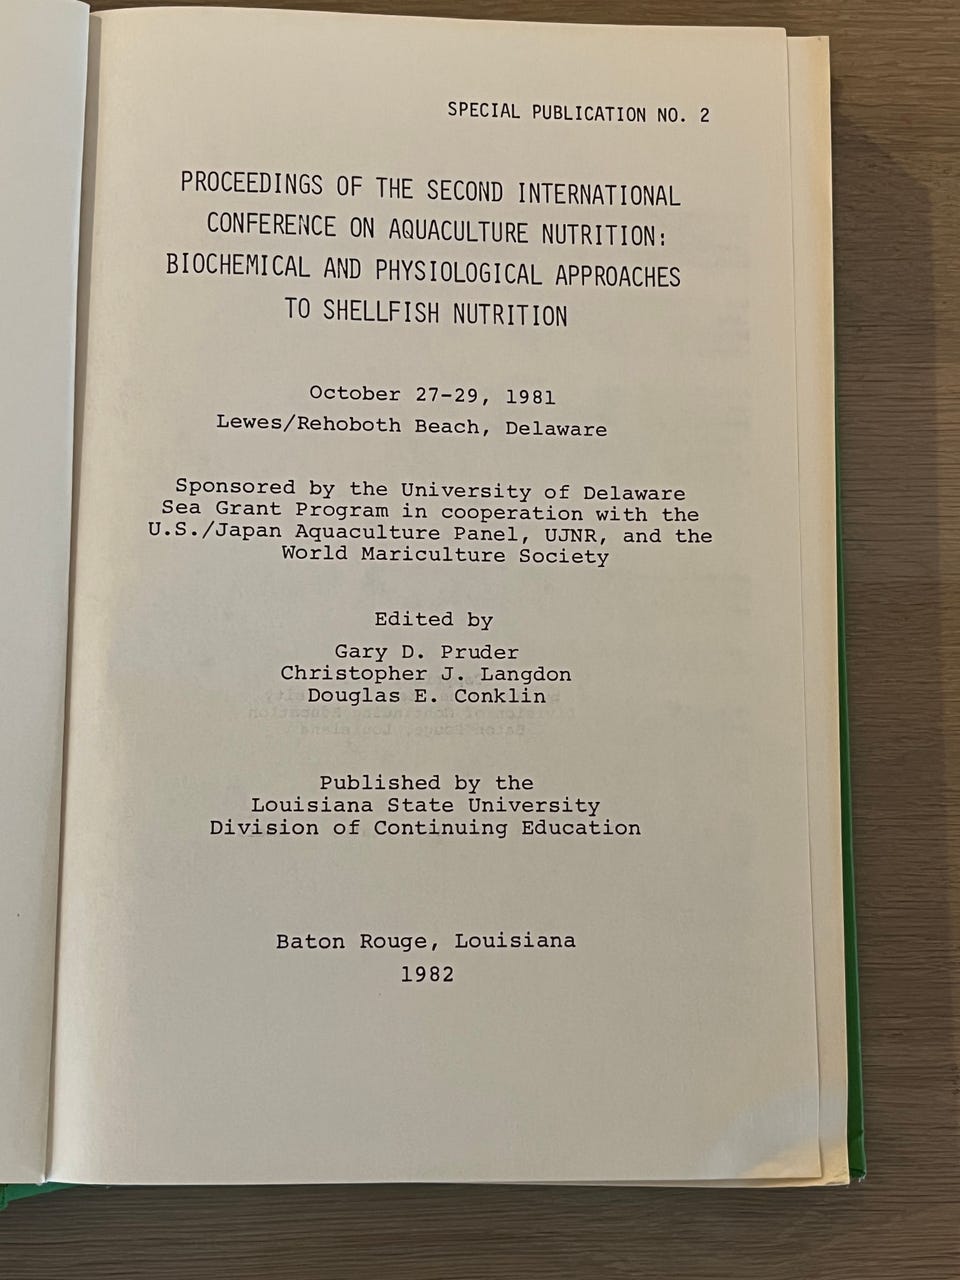 SPECIAL PUBLICATION NO. 2
PROCEEDINGS OF THE SECOND INTERNATIONAL
CONFERENCE ON AQUACULTURE NUTRITION:
BIOCHEMICAL AND PHYSIOLOGICAL APPROACHES
TO SHELLFISH NUTRITION
October 27-29, 1981
Lewes/Rehoboth Beach, Delaware
Sponsored by the University of Delaware
Sea Grant Program in cooperation with the
U.S./Japan Aquaculture Panel, UJNR, and the
World Mariculture Society
Edited by
Gary D. Pruder
Christopher J. Langdon
Douglas E. Conklin
Published by the
Louisiana State University
Division of Continuing Education
Baton Rouge, Louisiana
1982